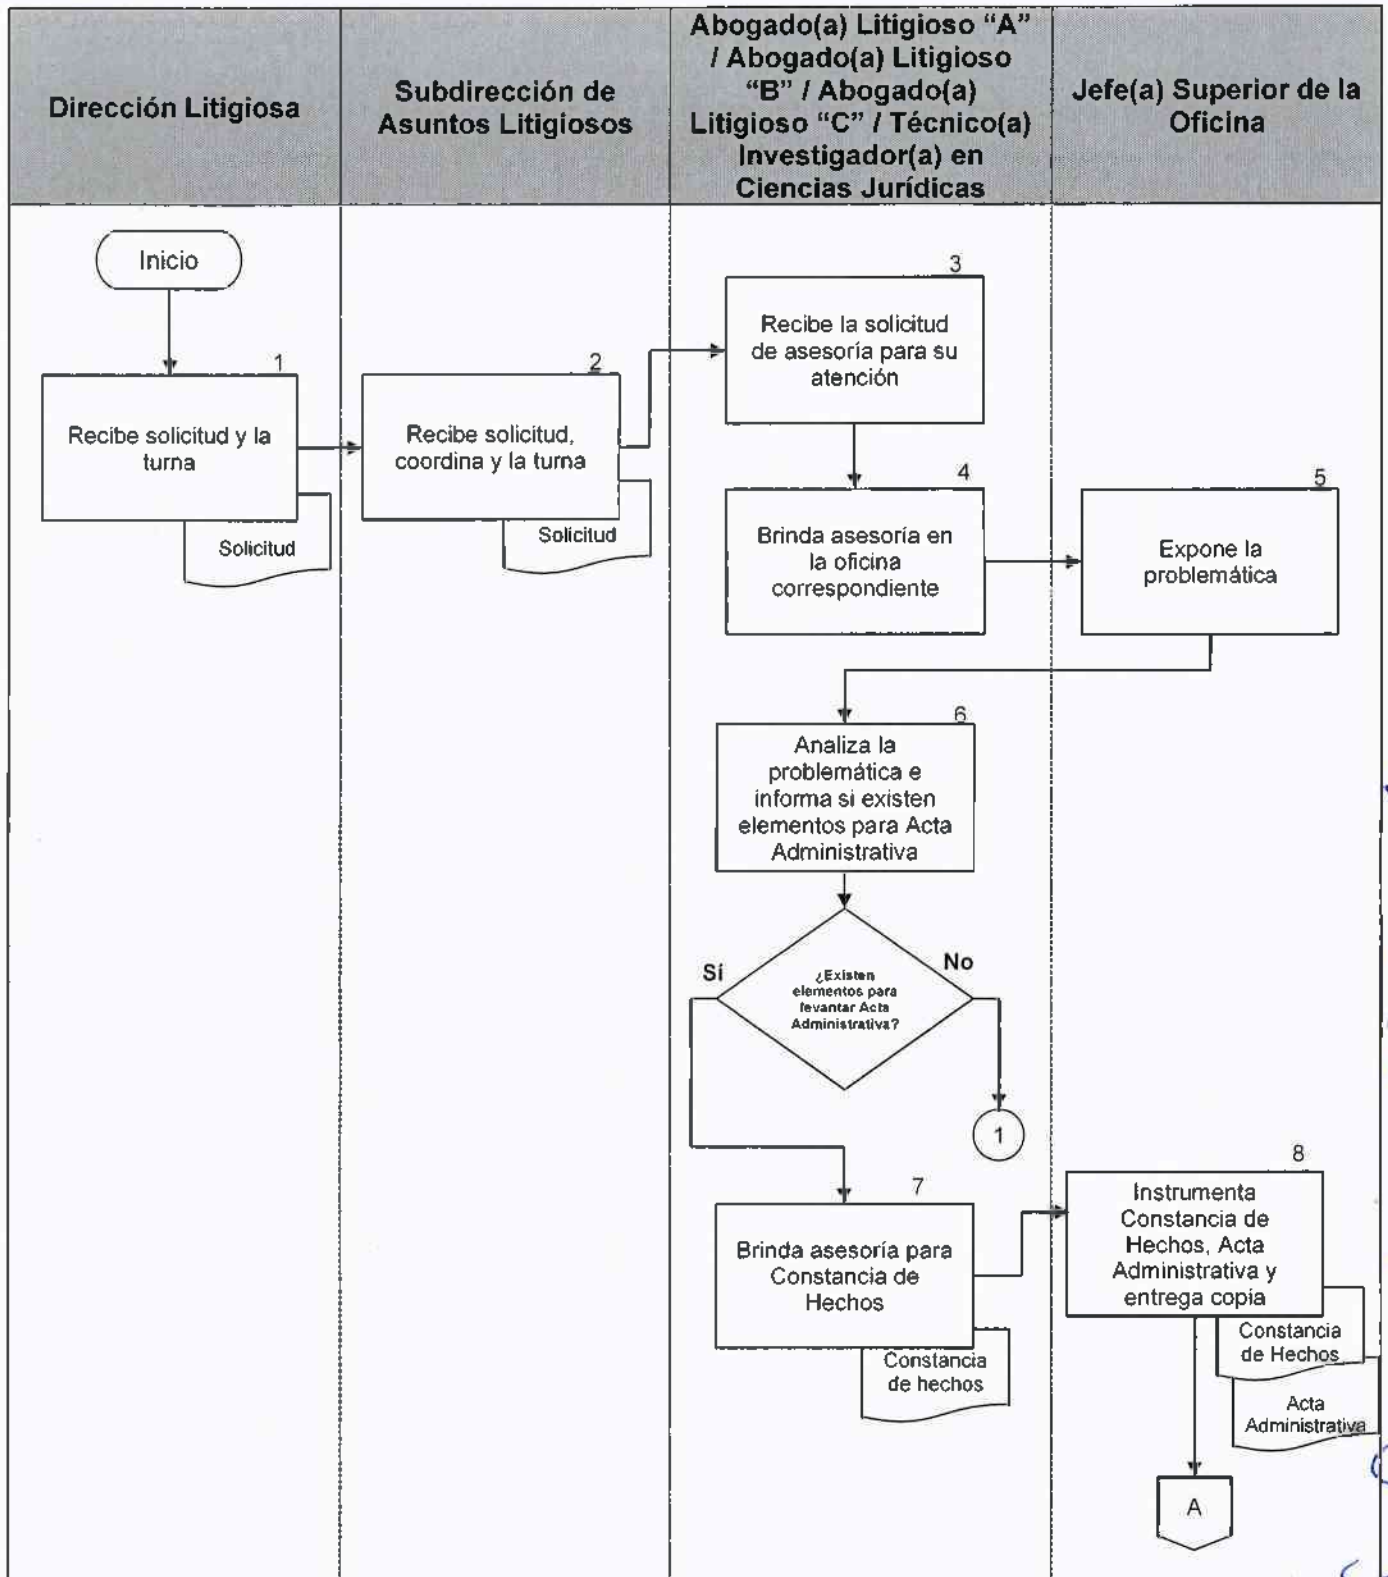 Dirección Litigiosa
Subdirección de
Asuntos Litigiosos
Abogado(a) Litigioso “A”
/ Abogado(a) Litigioso
“B” / Abogado(a)
Litigioso “C” / Técnico(a)
Investigador(a) en
Ciencias Jurídicas
Jefe(a) Superior de la
Oficina
Inicio
1
Recibe solicitud y la
turna
Solicitud
2
Recibe solicitud,
coordina y la turna
Solicitud
3
Recibe la solicitud
de asesoría para su
atención
4
Brinda asesoría en
la oficina
correspondiente
5
Expone la
problemática
6
Analiza la
problemática e
informa si existen
elementos para Acta
Administrativa
¿Existen
elementos para
levantar Acta
Administrativa?
Sí
No
1
7
Brinda asesoría para
Constancia de
Hechos
Constancia
de hechos
8
Instrumenta
Constancia de
Hechos, Acta
Administrativa y
entrega copia
Constancia
de Hechos
Acta
Administrativa
A